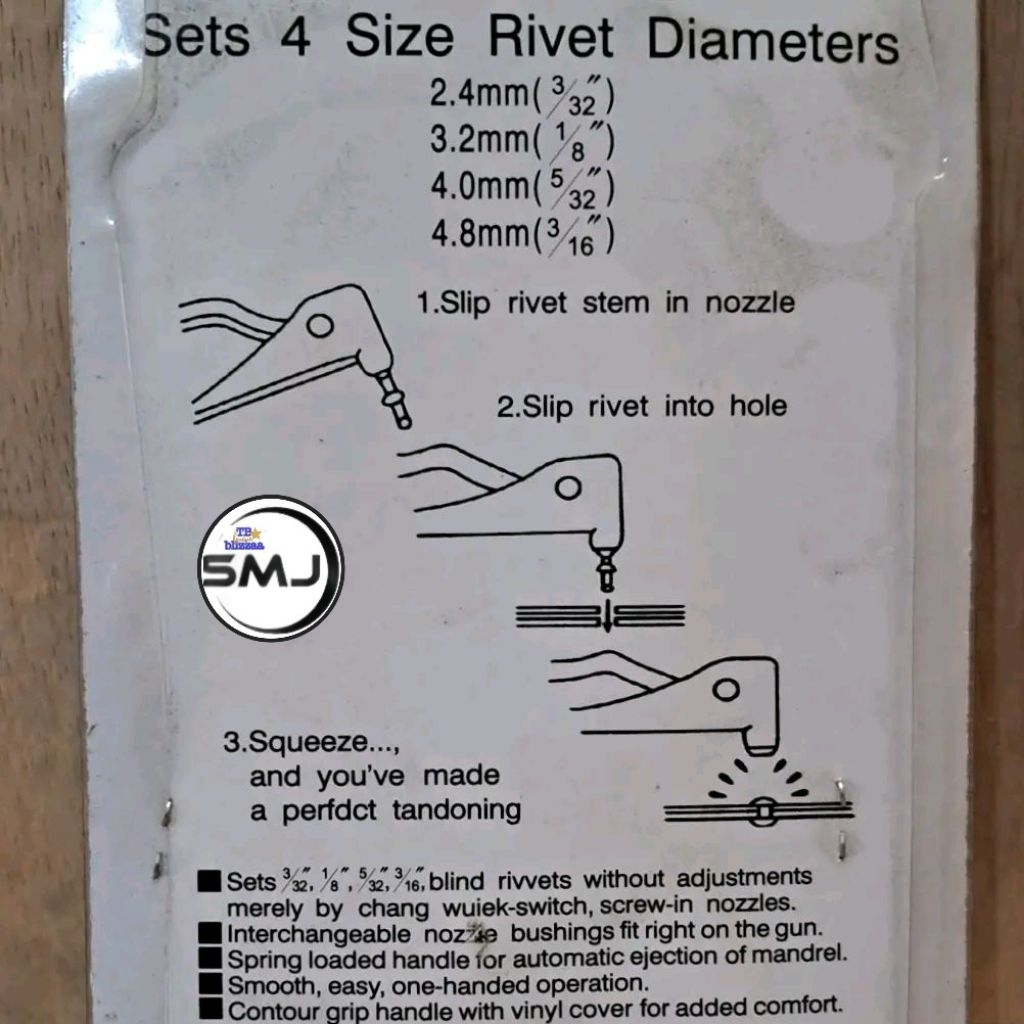 Sets 4 Size Rivet Diameters
2.4mm(3/32")
3.2mm(1/8")
4.0mm(5/32")
4.8mm(3/16")
1.Slip rivet stem in nozzle
2.Slip rivet into hole
TB
blizzaa
SMJ
3.Squeeze...,
and you've made
a perfdct tandoning
■ Sets 3/32", 1/8", 5/32", 3/16", blind rivvets without adjustments
merely by chang wuiek-switch, screw-in nozzles.
■ Interchangeable nozzle bushings fit right on the gun.
■ Spring loaded handle for automatic ejection of mandrel.
■ Smooth, easy, one-handed operation.
■ Contour grip handle with vinyl cover for added comfort.